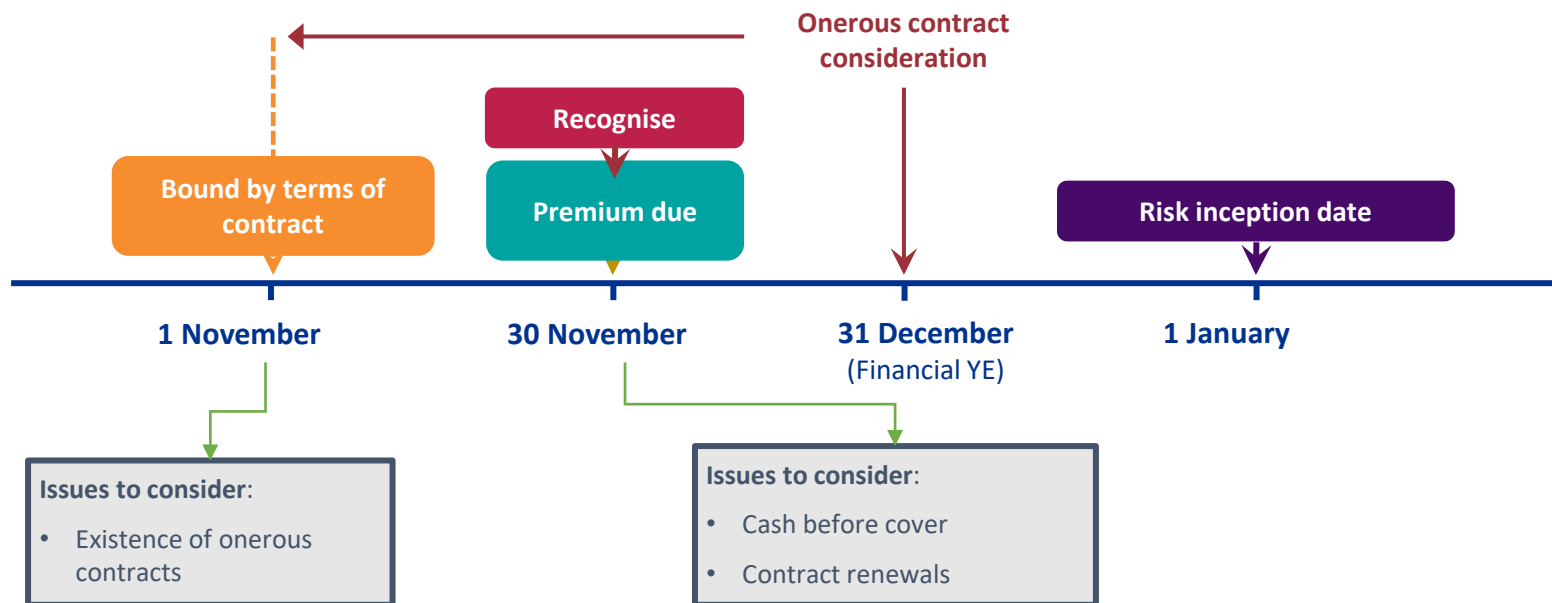 Onerous contract
consideration
Recognise
Bound by terms of
contract
Premium due
Risk inception date
1 November
30 November
31 December
(Financial YE)
1 January
Issues to consider:
• Existence of onerous
contracts
Issues to consider:
• Cash before cover
• Contract renewals